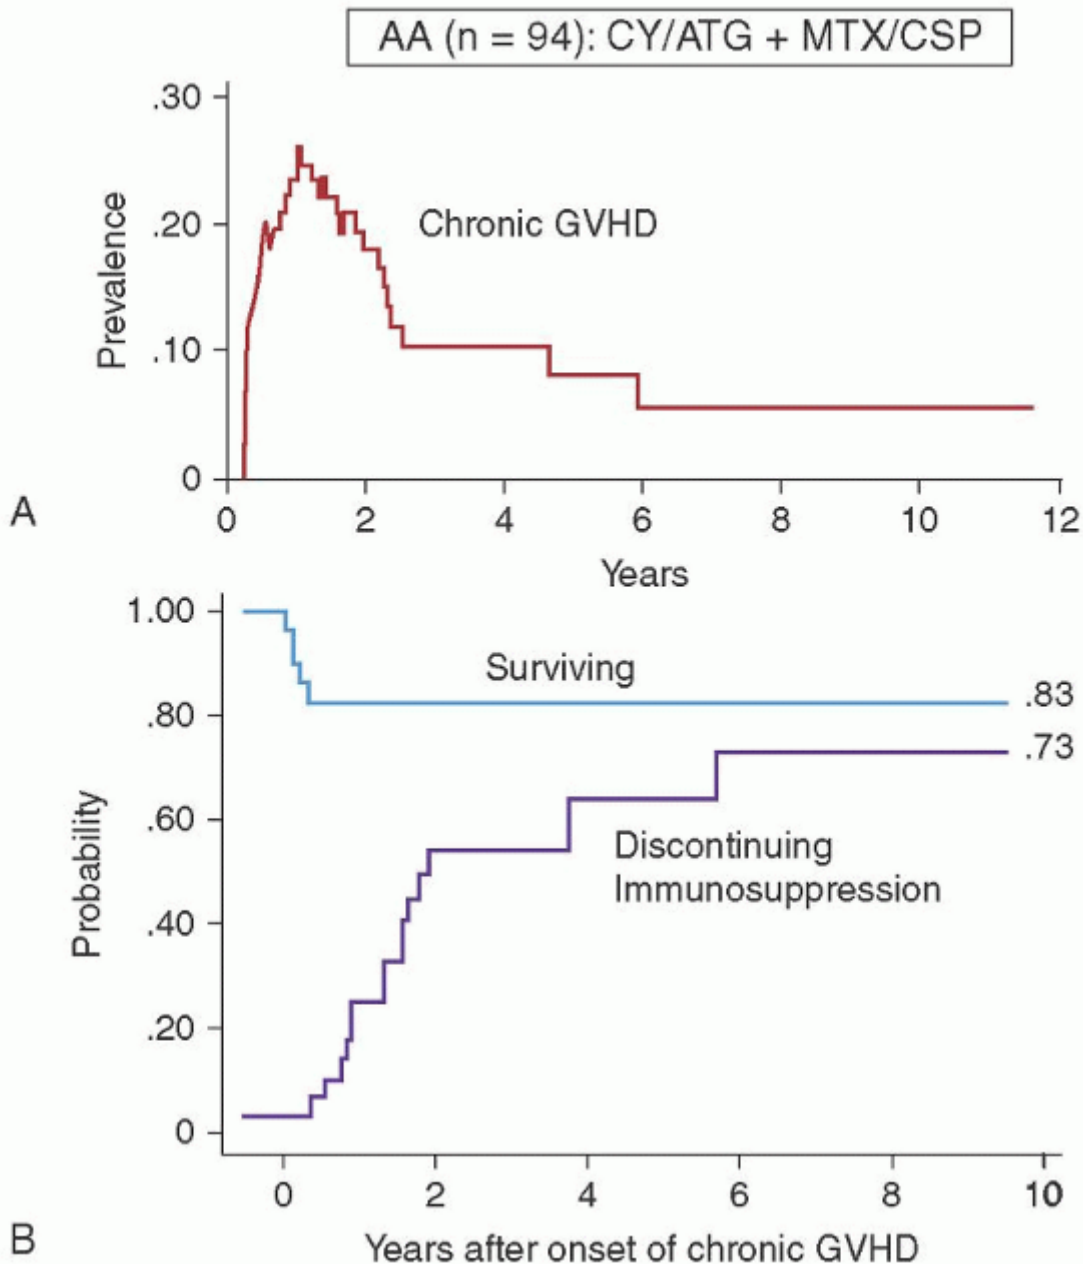 AA (n = 94): CY/ATG + MTX/CSP
.30
.20
.10
0
Prevalence
Chronic GVHD
A
0 2 4 6 8 10 12
Years
1.00
.80
.60
.40
.20
0
Probability
Surviving
.83
.73
Discontinuing
Immunosuppression
0 2 4 6 8 10
B
Years after onset of chronic GVHD